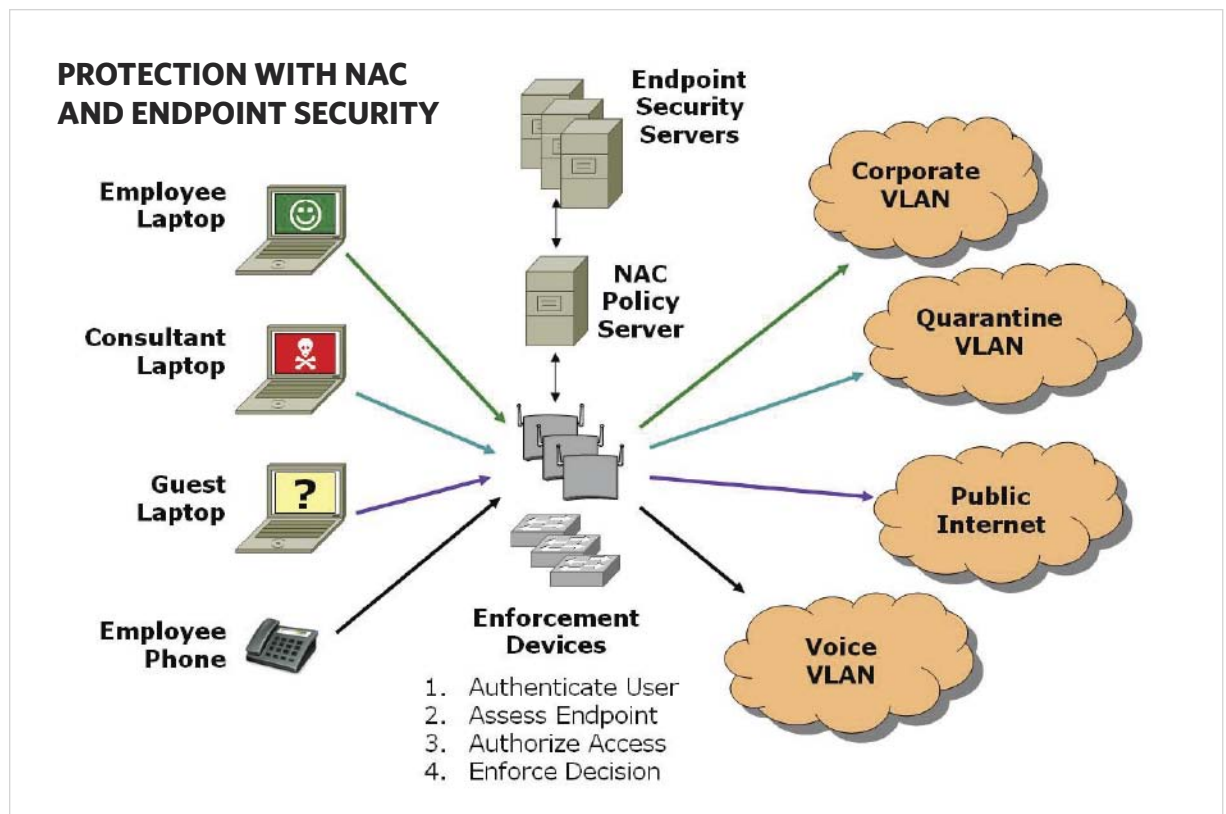 PROTECTION WITH NAC
AND ENDPOINT SECURITY
Endpoint
Security
Servers
Employee
Laptop
NAC
Policy
Server
Corporate
VLAN
Consultant
Laptop
Quarantine
VLAN
Guest
Laptop
?
Public
Internet
Employee
Phone
Enforcement
Devices
Voice
VLAN
1. Authenticate User
2. Assess Endpoint
3. Authorize Access
4. Enforce Decision